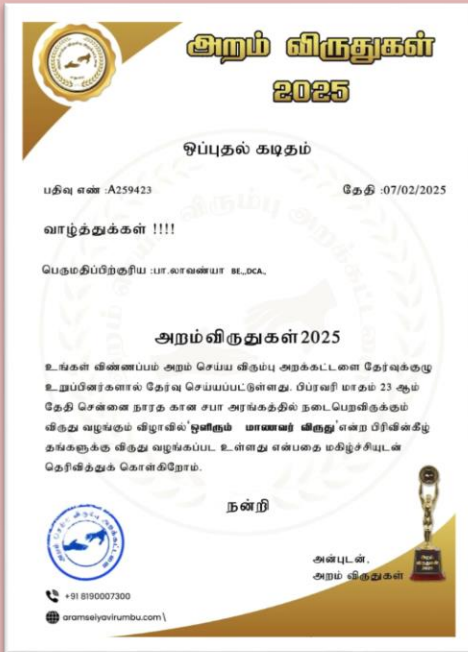 அறம் விருதுகள்
2025
ஒப்புதல் கடிதம்
பதிவு எண் :A259423
தேதி :07/02/2025
வாழ்த்துக்கள் !!!!
பெருமதிப்பிற்குரிய :பா.லாவண்யா BE.,DCA.,
அறம்விருதுகள்2025
உங்கள் விண்ணப்பம் அறம் செய்ய விரும்பு அறக்கட்டளை தேர்வுக்குழு
உறுப்பினர்களால் தேர்வு செய்யப்பட்டுள்ளது. பிப்ரவரி மாதம் 23 ஆம்
தேதி சென்னை நாரத கான சபா அரங்கத்தில் நடைபெறவிருக்கும்
விருது வழங்கும் விழாவில்'ஒளிரும் மாணவர் விருது'என்ற பிரிவின்கீழ்
தங்களுக்கு விருது வழங்கப்பட உள்ளது என்பதை மகிழ்ச்சியுடன்
தெரிவித்துக் கொள்கிறோம்.
நன்றி
அன்புடன்,
அறம் விருதுகள்
+91 8190007300
aramseiyavirumbu.com\